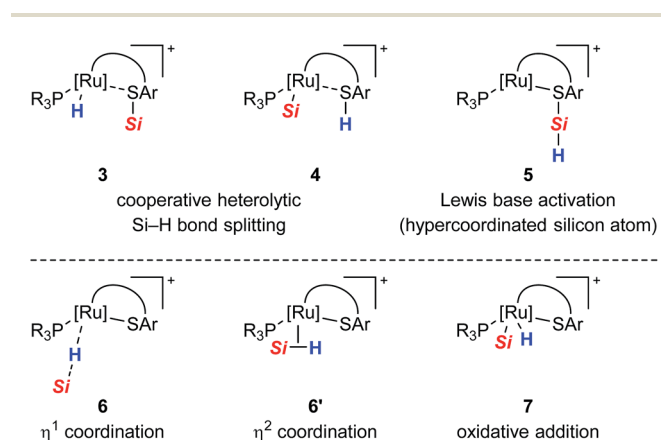 [Ru] SAr + R₃P H Si
[Ru] SAr + R₃P Si H
[Ru] SAr + R₃P Si H
3 4 5
cooperative heterolytic Lewis base activation
Si–H bond splitting (hypercoordinated silicon atom)
[Ru] SAr + R₃P H Si
[Ru] SAr + R₃P Si H
[Ru] SAr + R₃P Si H
6 6' 7
η¹ coordination η² coordination oxidative addition